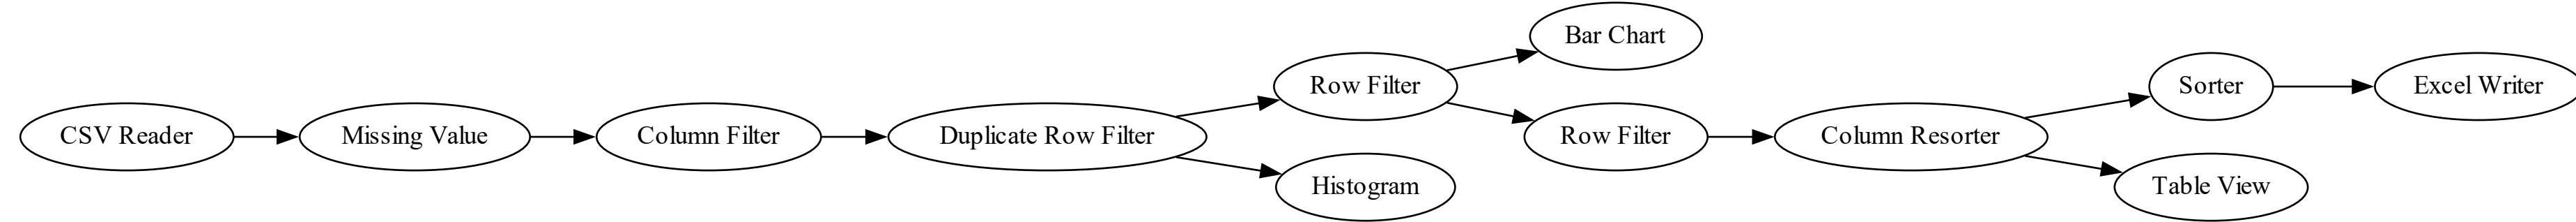 CSV Reader
Missing Value
Column Filter
Duplicate Row Filter
Row Filter
Histogram
Bar Chart
Row Filter
Column Resorter
Sorter
Table View
Excel Writer